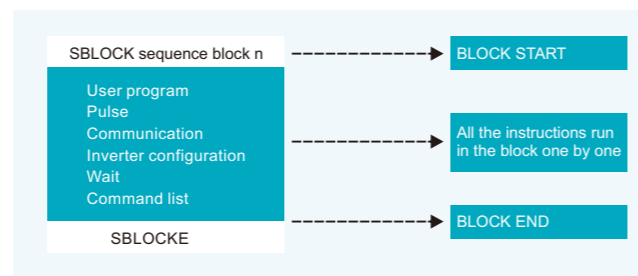 SBLOCK sequence block n
BLOCK START
User program
Pulse
Communication
Inverter configuration
Wait
Command list
All the instructions run
in the block one by one
SBLOCKE
BLOCK END